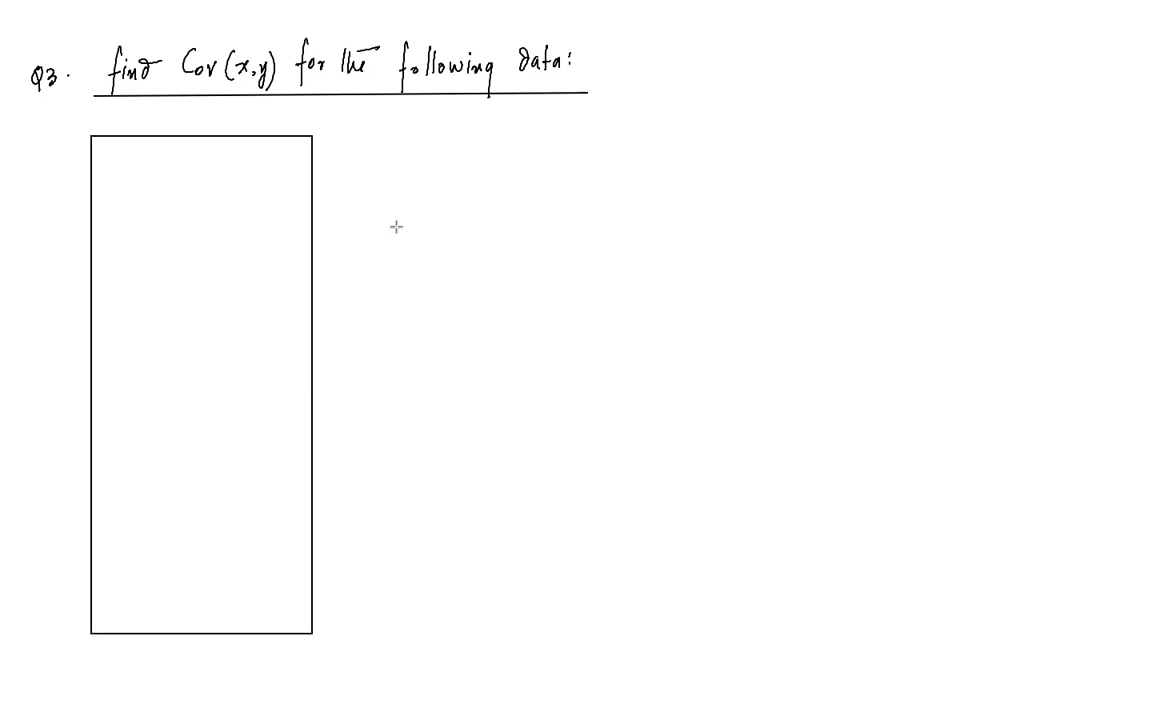 Q3. find Cov (x,y) for the following data: